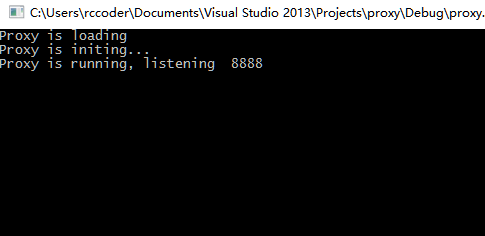 C:\Users\rccoder\Documents\Visual Studio 2013\Projects\proxy\Debug\proxy.
Proxy is loading
Proxy is initing...
Proxy is running, listening  8888